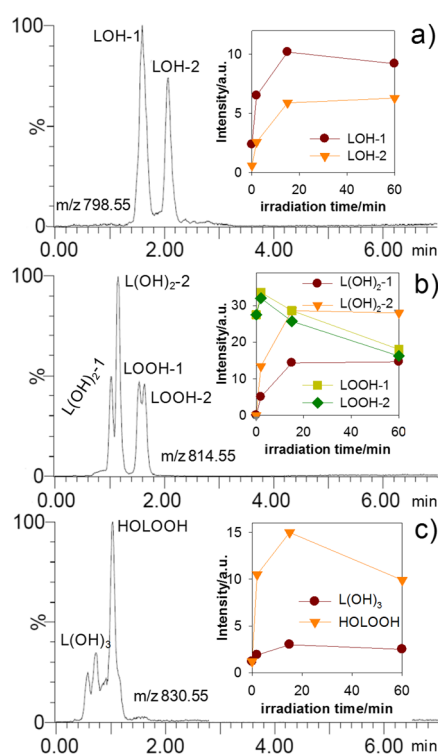 a)
100
%
0
LOH-1
LOH-2
m/z 798.55
0.00 2.00 4.00 6.00 min
Intensity/a.u.
10
5
0
LOH-1
LOH-2
0 20 40 60
irradiation time/min
b)
100
%
0
L(OH)₂-2
L(OH)₂-1
LOOH-1
LOOH-2
m/z 814.55
0.00 2.00 4.00 6.00 min
Intensity/a.u.
30
20
10
0
L(OH)₂-1
L(OH)₂-2
LOOH-1
LOOH-2
0 20 40 60
irradiation time/min
c)
100
%
0
HOLOOH
L(OH)₃
m/z 830.55
0.00 2.00 4.00 6.00 min
Intensity/a.u.
15
10
5
0
L(OH)₃
HOLOOH
0 20 40 60
irradiation time/min